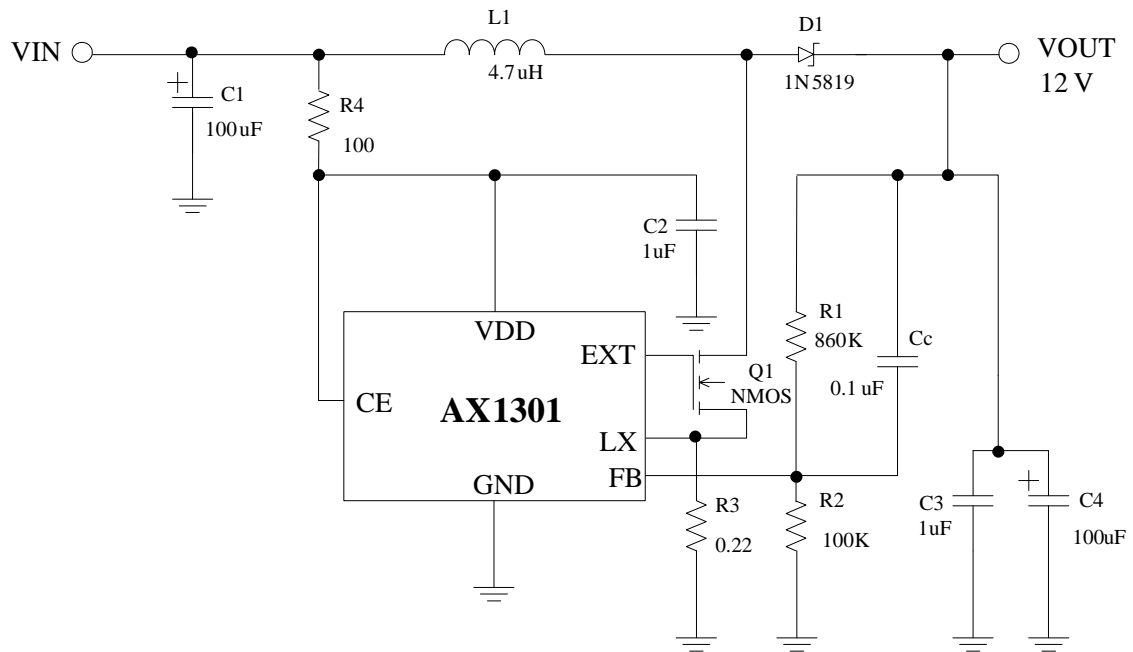 L1
D1
VIN
VOUT
4.7uH
1N5819
12 V
C1
100uF
R4
100
C2
1uF
R1
860K
Cc
0.1 uF
VDD
EXT
Q1
NMOS
CE
AX1301
LX
FB
GND
R3
0.22
R2
100K
C3
1uF
C4
100uF